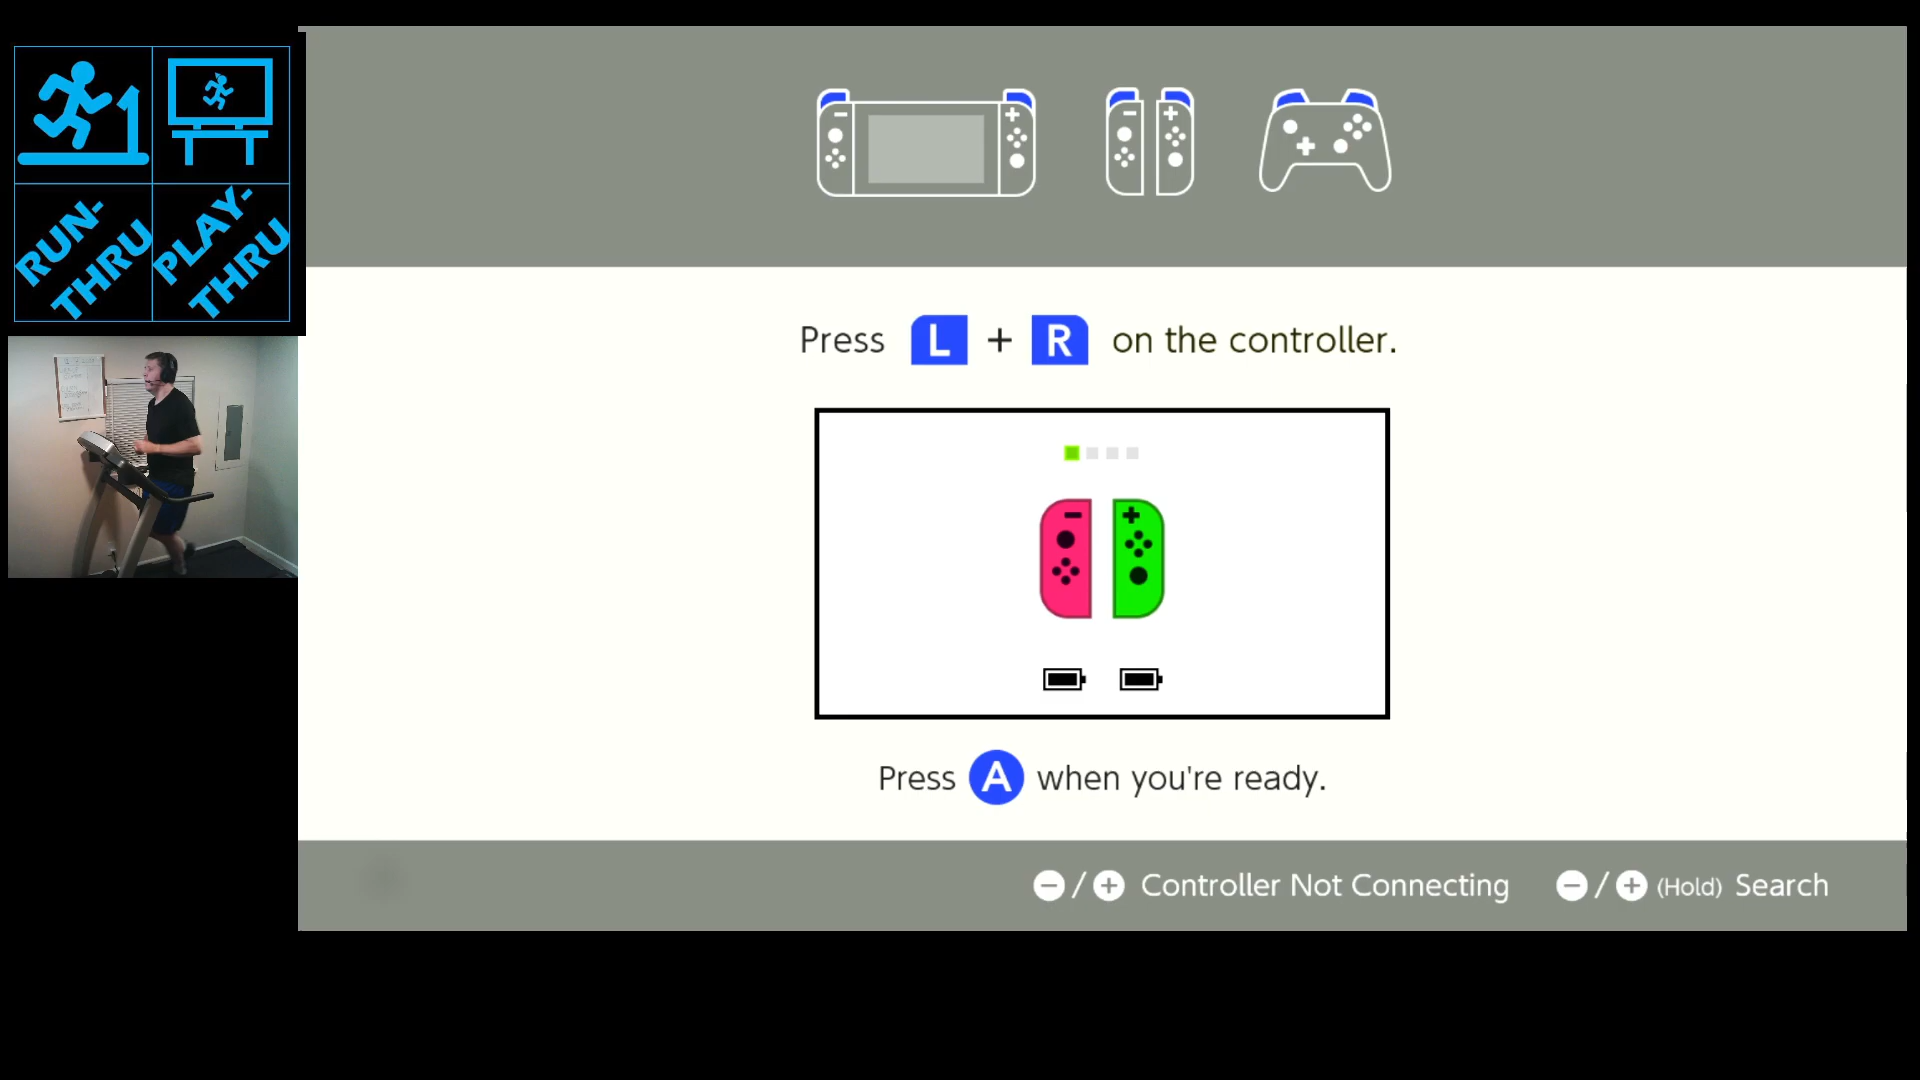 RUN-
THRU
PLAY-
THRU
Press L + R on the controller.
Press A when you're ready.
Controller Not Connecting
(Hold) Search